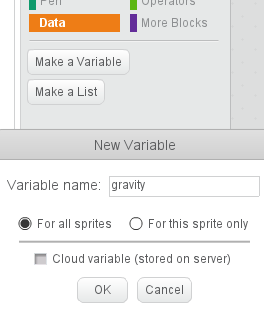 Pen Operators
Data More Blocks
Make a Variable
Make a List
New Variable
Variable name: gravity
For all sprites For this sprite only
Cloud variable (stored on server)
OK Cancel